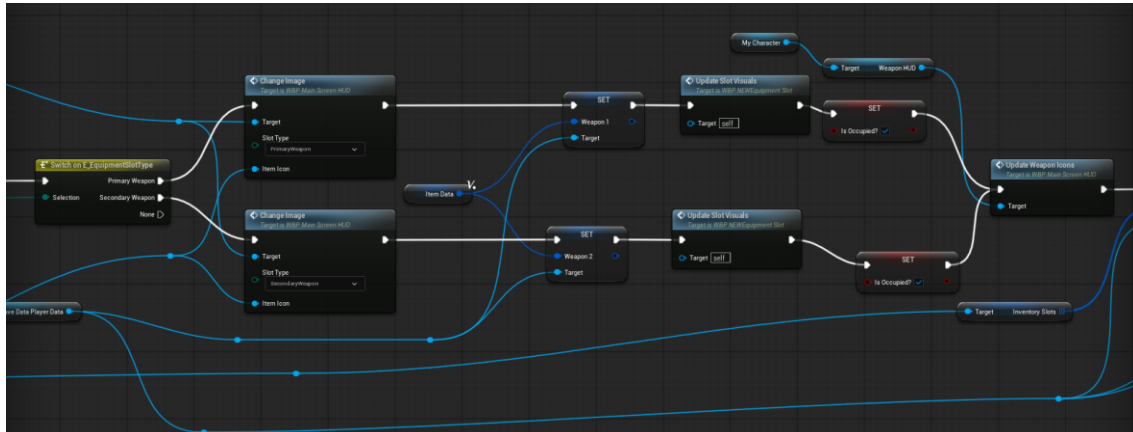 My Character
Target Weapon HUD
Change Image
Target is WBP Main Screen HUD
Target
Slot Type
PrimaryWeapon
Item Icon
SET
Weapon 1
Target
Update Slot Visuals
Target is WBP NEWEquipment Slot
Target self
SET
Is Occupied?
Switch on E_EquipmentSlotType
Primary Weapon
Selection Secondary Weapon
None
Item Data
Update Weapon Icons
Target is WBP Main Screen HUD
Target
Change Image
Target is WBP Main Screen HUD
Target
Slot Type
SecondaryWeapon
Item Icon
SET
Weapon 2
Target
Update Slot Visuals
Target is WBP NEWEquipment Slot
Target self
SET
Is Occupied?
Data Player Data
Target Inventory Slots